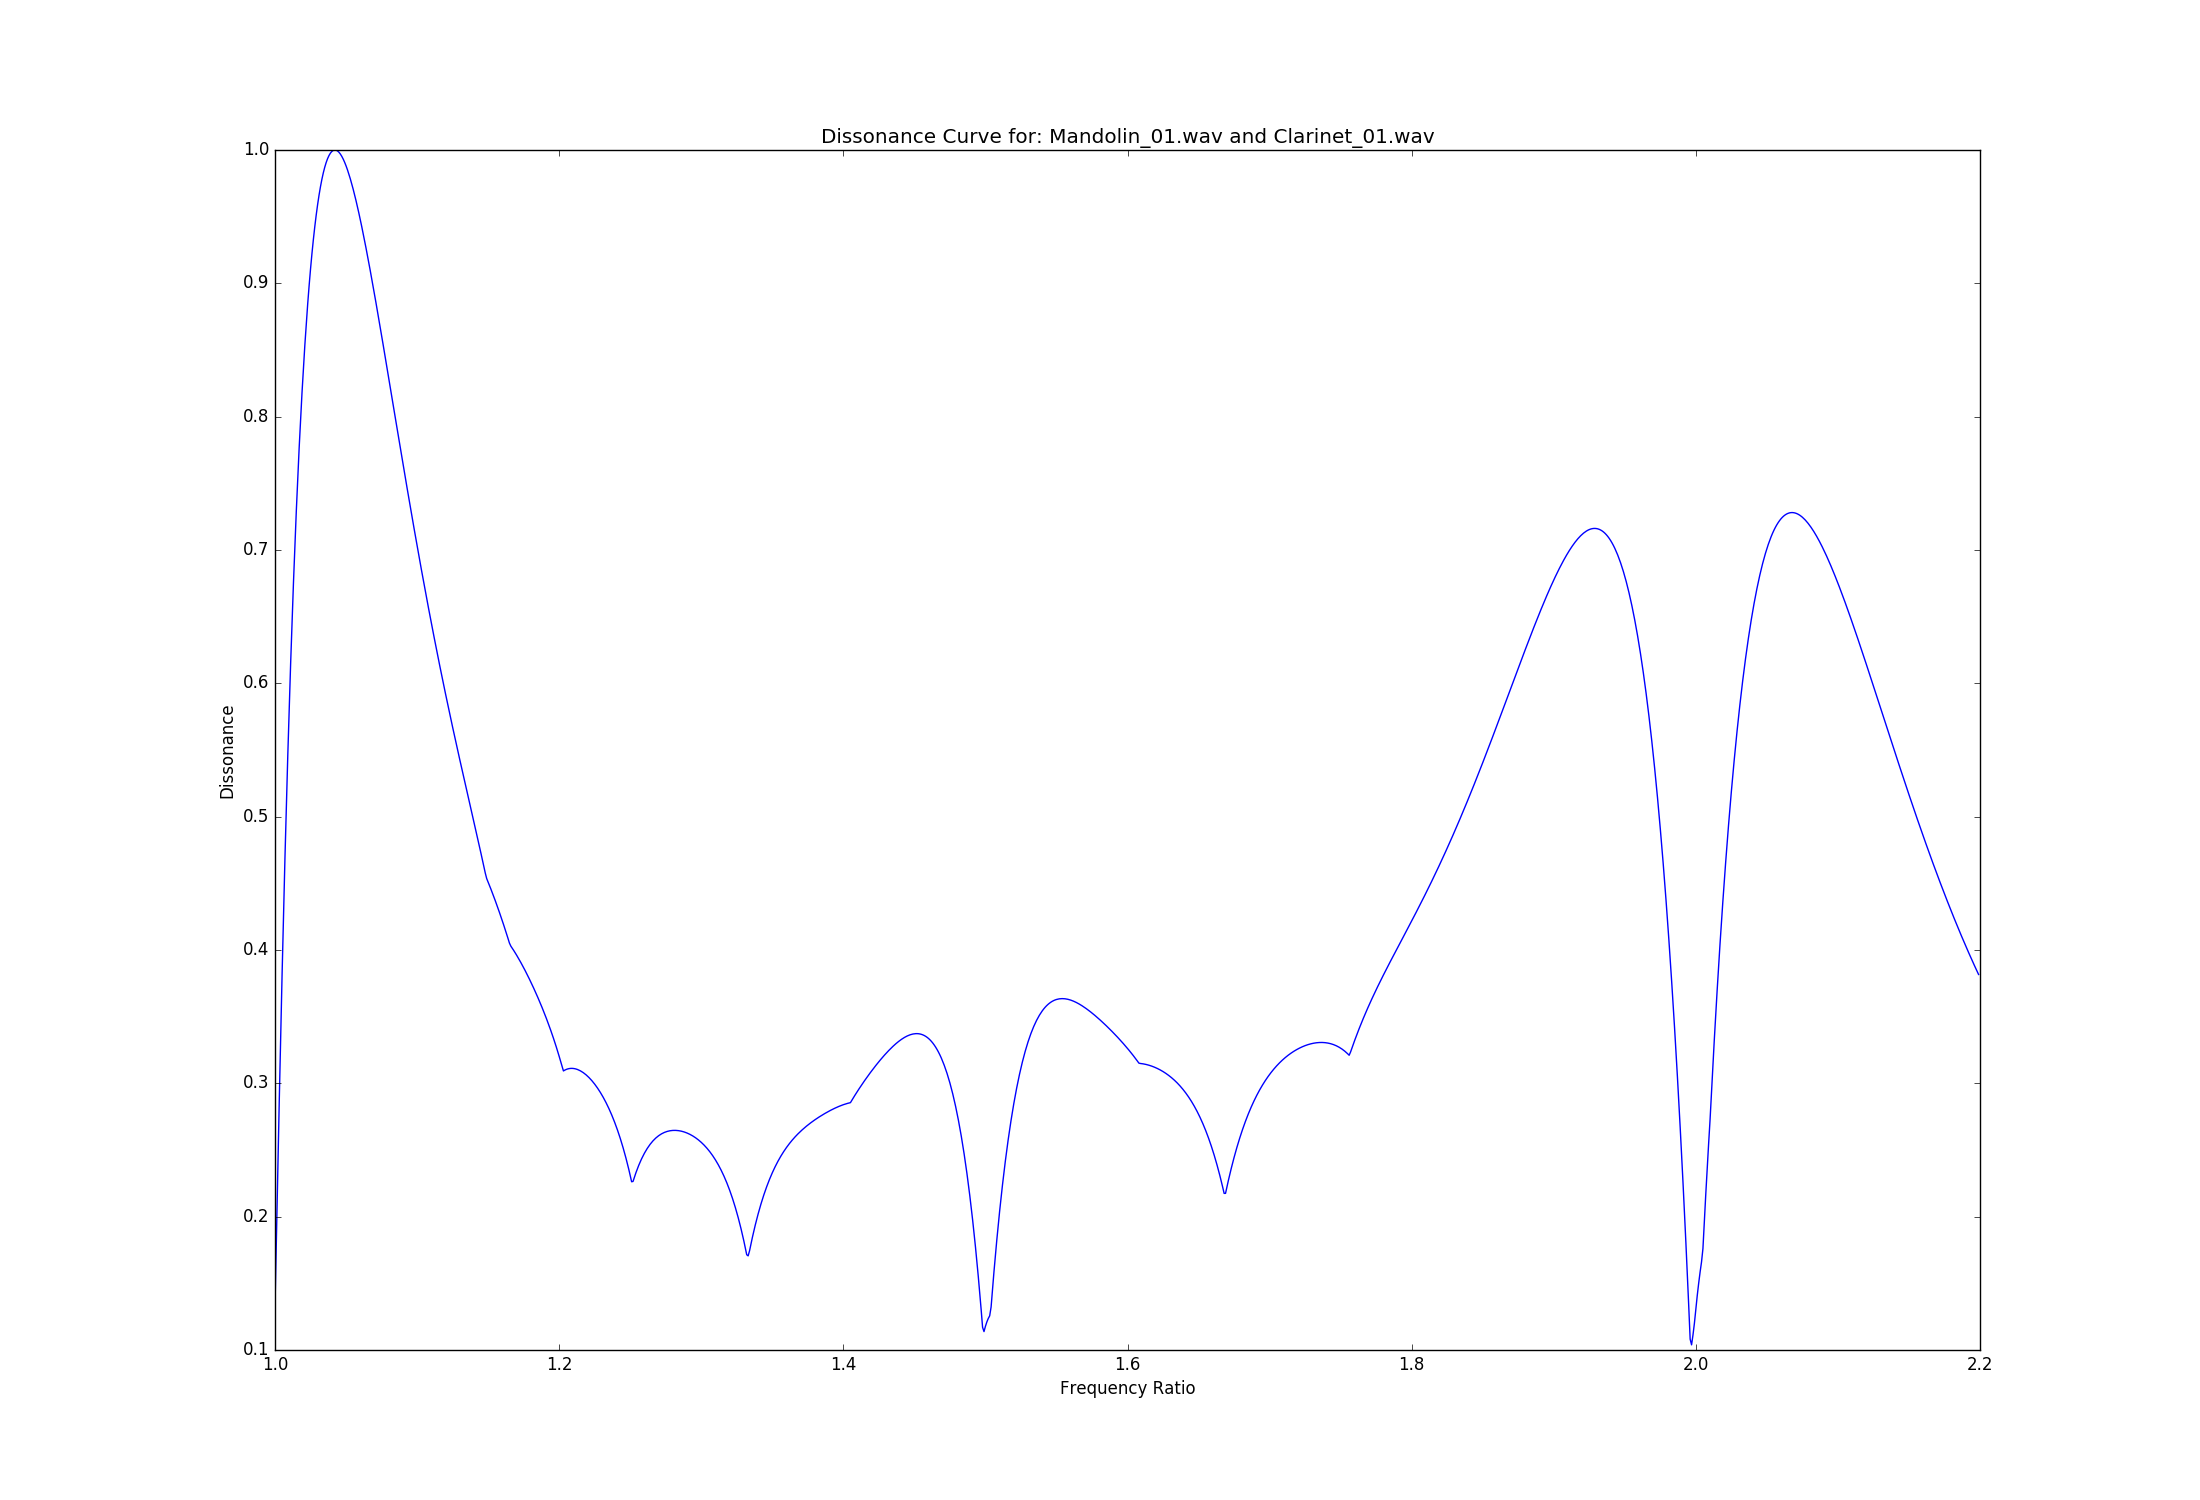 Dissonance Curve for: Mandolin_01.wav and Clarinet_01.wav
1.0
0.9
0.8
0.7
0.6
0.5
0.4
0.3
0.2
0.1
Dissonance
1.0 1.2 1.4 1.6 1.8 2.0 2.2
Frequency Ratio